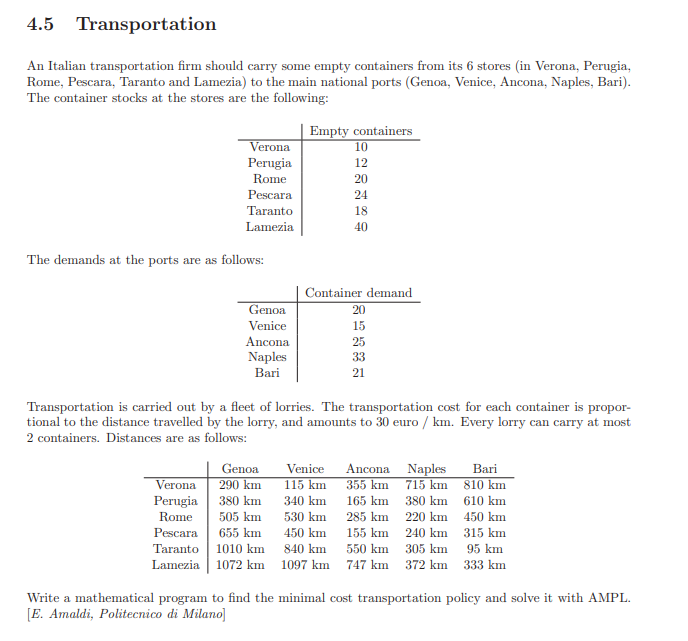 4.5 Transportation
An Italian transportation firm should carry some empty containers from its 6 stores (in Verona, Perugia,
Rome, Pescara, Taranto and Lamezia) to the main national ports (Genoa, Venice, Ancona, Naples, Bari).
The container stocks at the stores are the following:
Empty containers
Verona 10
Perugia 12
Rome 20
Pescara 24
Taranto 18
Lamezia 40
The demands at the ports are as follows:
Container demand
Genoa 20
Venice 15
Ancona 25
Naples 33
Bari 21
Transportation is carried out by a fleet of lorries. The transportation cost for each container is propor-
tional to the distance travelled by the lorry, and amounts to 30 euro / km. Every lorry can carry at most
2 containers. Distances are as follows:
Genoa Venice Ancona Naples Bari
Verona 290 km 115 km 355 km 715 km 810 km
Perugia 380 km 340 km 165 km 380 km 610 km
Rome 505 km 530 km 285 km 220 km 450 km
Pescara 655 km 450 km 155 km 240 km 315 km
Taranto 1010 km 840 km 550 km 305 km 95 km
Lamezia 1072 km 1097 km 747 km 372 km 333 km
Write a mathematical program to find the minimal cost transportation policy and solve it with AMPL.
[E. Amaldi, Politecnico di Milano]